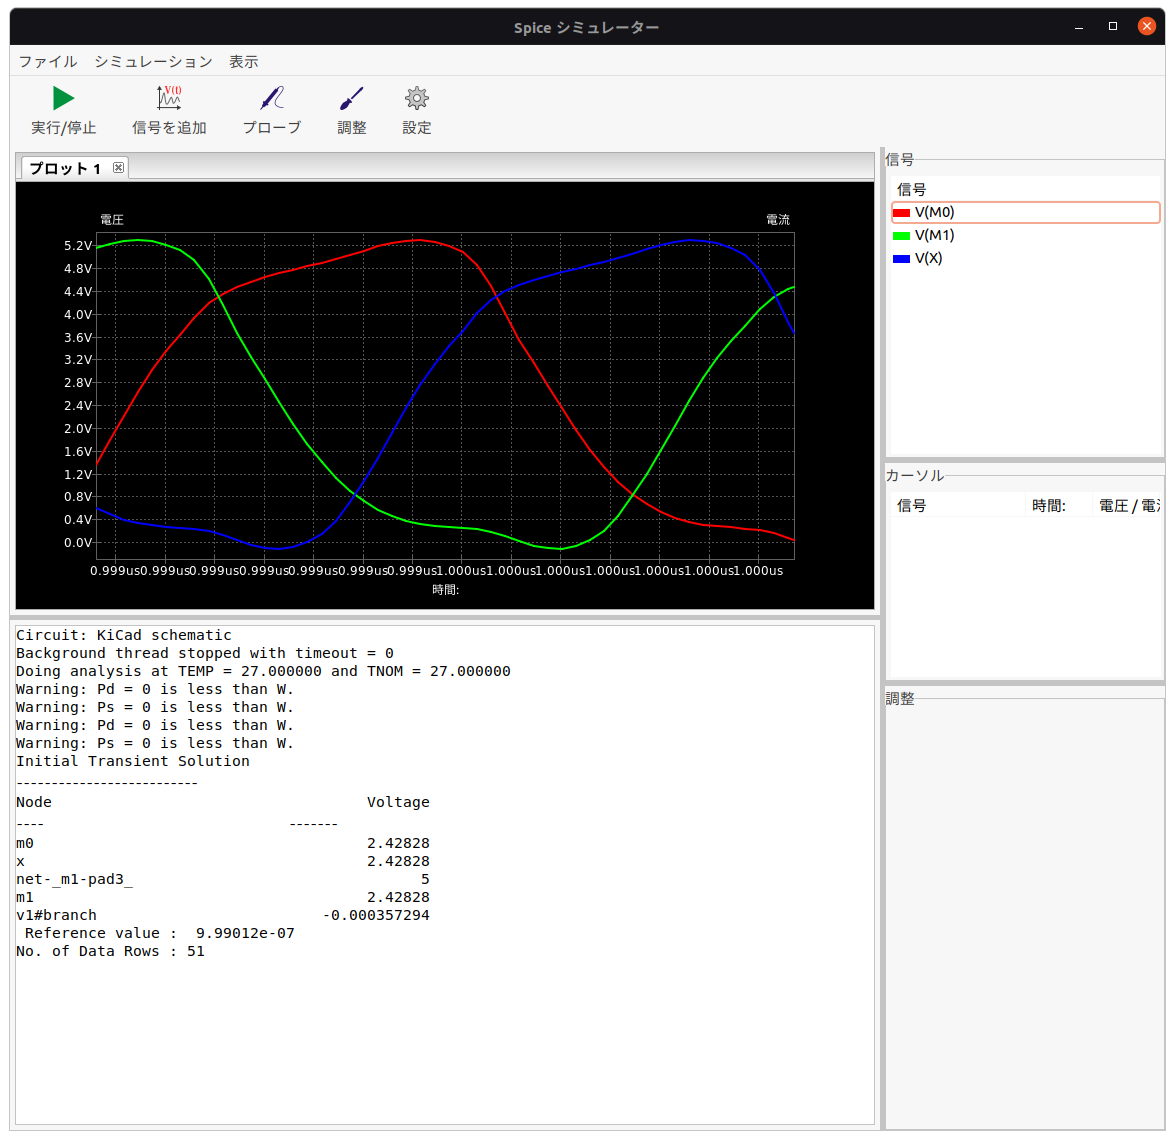 Spice シミュレーター
ファイル シミュレーション 表示
V(t)
実行/停止 信号を追加 プローブ 調整 設定
プロット 1
電圧 電流
5.2V
4.8V
4.4V
4.0V
3.6V
3.2V
2.8V
2.4V
2.0V
1.6V
1.2V
0.8V
0.4V
0.0V
0.999us0.999us0.999us0.999us0.999us0.999us0.999us1.000us1.000us1.000us1.000us1.000us1.000us1.000us
時間:
信号
信号
V(M0)
V(M1)
V(X)
カーソル
信号 時間: 電圧 / 電
調整
Circuit: KiCad schematic
Background thread stopped with timeout = 0
Doing analysis at TEMP = 27.000000 and TNOM = 27.000000
Warning: Pd = 0 is less than W.
Warning: Ps = 0 is less than W.
Warning: Pd = 0 is less than W.
Warning: Ps = 0 is less than W.
Initial Transient Solution
--------------------------
Node Voltage
---- -------
m0 2.42828
x 2.42828
net-_m1-pad3_ 5
m1 2.42828
v1#branch -0.000357294
Reference value : 9.99012e-07
No. of Data Rows : 51